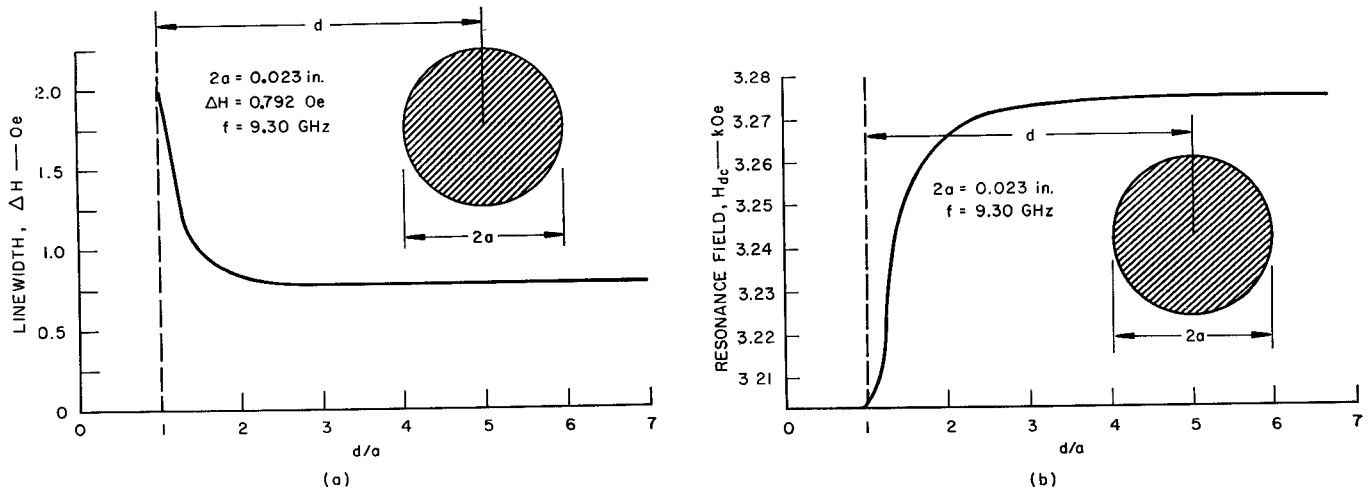 d
2a = 0.023 in.
ΔH = 0.792 Oe
f = 9.30 GHz
2a
LINEWIDTH, ΔH — Oe
2.0
1.5
1.0
0.5
0
0 1 2 3 4 5 6 7
d/a
(a)
d
2a = 0.023 in.
f = 9.30 GHz
2a
RESONANCE FIELD, Hdc — kOe
3.28
3.27
3.26
3.25
3.24
3.23
3.22
3.21
0 1 2 3 4 5 6 7
d/a
(b)